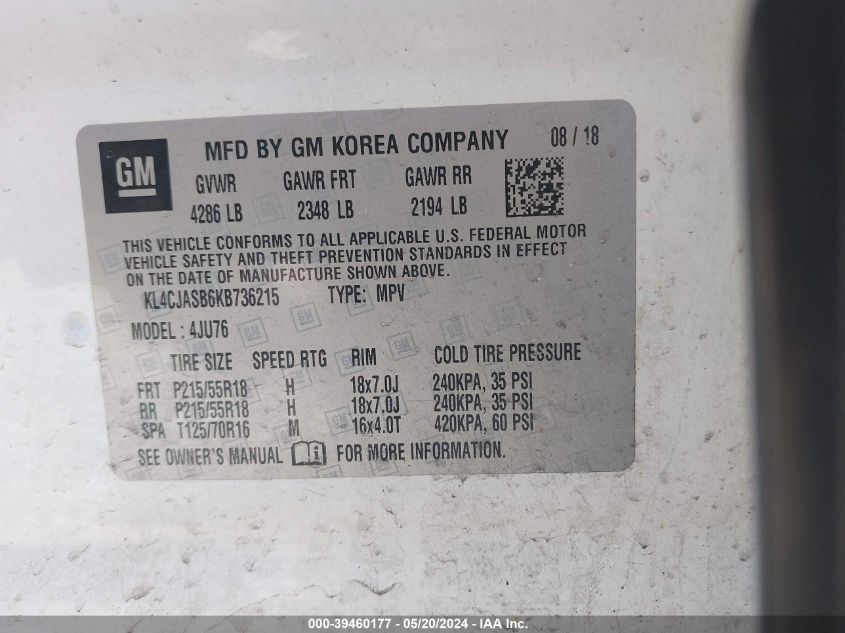 GM
MFD BY GM KOREA COMPANY 08 / 18
GVWR GAWR FRT GAWR RR
4286 LB 2348 LB 2194 LB
THIS VEHICLE CONFORMS TO ALL APPLICABLE U.S. FEDERAL MOTOR
VEHICLE SAFETY AND THEFT PREVENTION STANDARDS IN EFFECT
ON THE DATE OF MANUFACTURE SHOWN ABOVE.
KL4CJASB6KB736215 TYPE: MPV
MODEL : 4JU76
TIRE SIZE SPEED RTG RIM COLD TIRE PRESSURE
FRT P215/55R18 H 18x7.0J 240KPA, 35 PSI
RR P215/55R18 H 18x7.0J 240KPA, 35 PSI
SPA T125/70R16 M 16x4.0T 420KPA, 60 PSI
SEE OWNER'S MANUAL i FOR MORE INFORMATION.
000-39460177 - 05/20/2024 - IAA Inc.